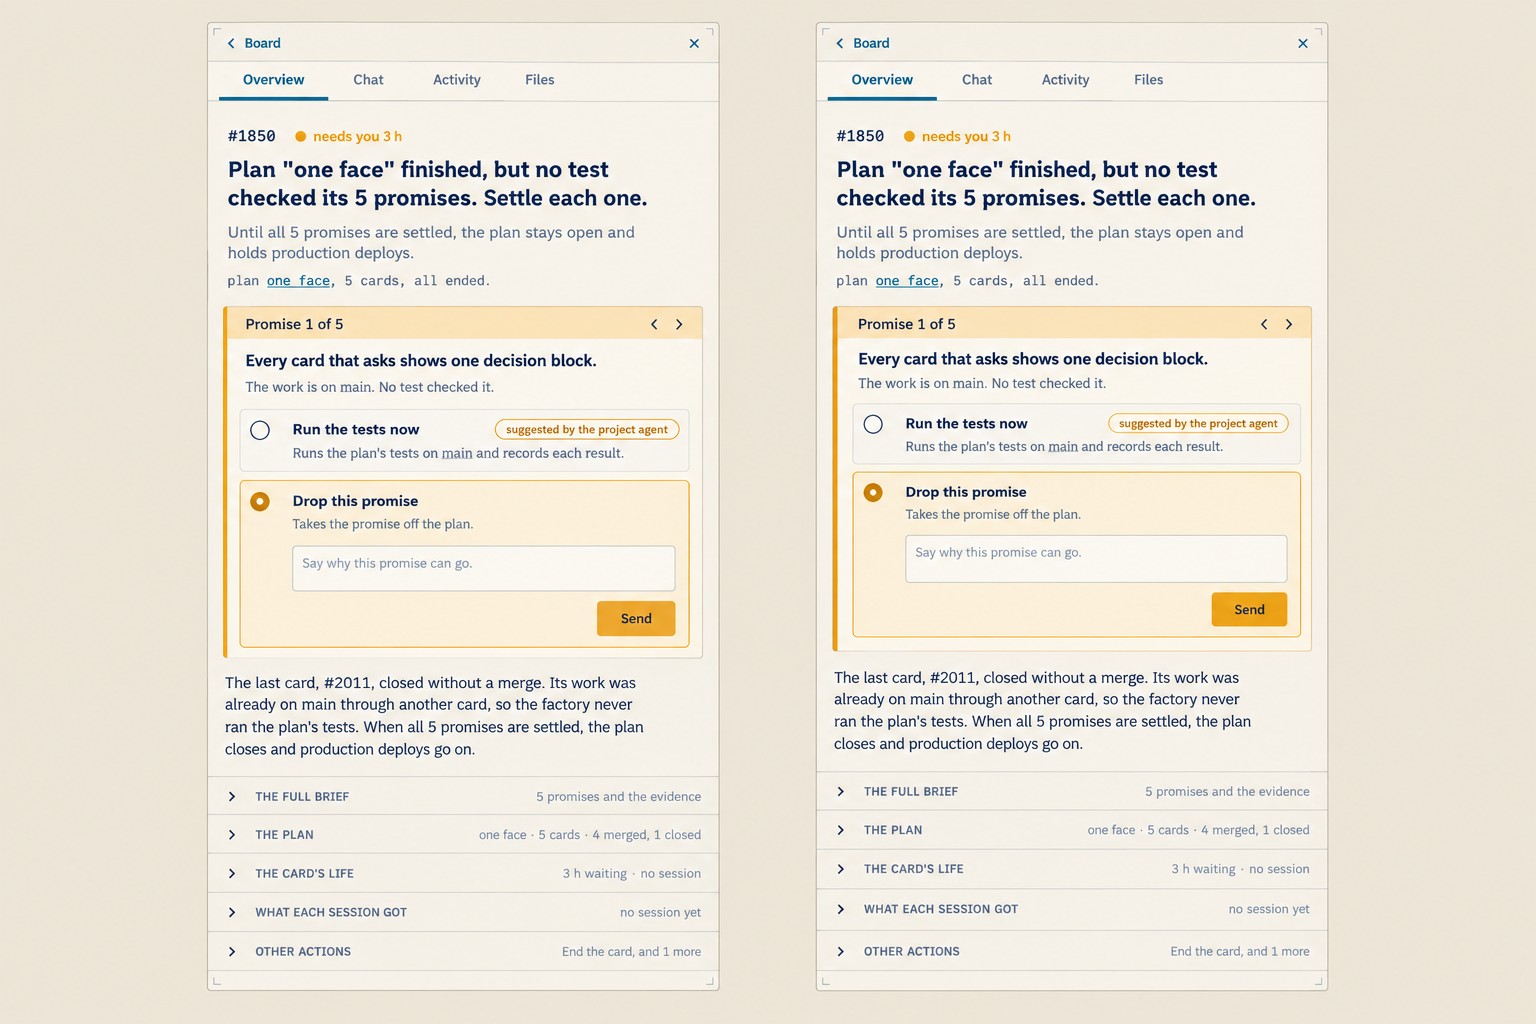 Board
Overview Chat Activity Files
#1850 needs you 3 h
Plan "one face" finished, but no test
checked its 5 promises. Settle each one.
Until all 5 promises are settled, the plan stays open and
holds production deploys.
plan one face, 5 cards, all ended.
Promise 1 of 5
Every card that asks shows one decision block.
The work is on main. No test checked it.
Run the tests now suggested by the project agent
Runs the plan's tests on main and records each result.
Drop this promise
Takes the promise off the plan.
Say why this promise can go.
Send
The last card, #2011, closed without a merge. Its work was
already on main through another card, so the factory never
ran the plan's tests. When all 5 promises are settled, the plan
closes and production deploys go on.
THE FULL BRIEF 5 promises and the evidence
THE PLAN one face · 5 cards · 4 merged, 1 closed
THE CARD'S LIFE 3 h waiting · no session
WHAT EACH SESSION GOT no session yet
OTHER ACTIONS End the card, and 1 more
Board
Overview Chat Activity Files
#1850 needs you 3 h
Plan "one face" finished, but no test
checked its 5 promises. Settle each one.
Until all 5 promises are settled, the plan stays open and
holds production deploys.
plan one face, 5 cards, all ended.
Promise 1 of 5
Every card that asks shows one decision block.
The work is on main. No test checked it.
Run the tests now suggested by the project agent
Runs the plan's tests on main and records each result.
Drop this promise
Takes the promise off the plan.
Say why this promise can go.
Send
The last card, #2011, closed without a merge. Its work was
already on main through another card, so the factory never
ran the plan's tests. When all 5 promises are settled, the plan
closes and production deploys go on.
THE FULL BRIEF 5 promises and the evidence
THE PLAN one face · 5 cards · 4 merged, 1 closed
THE CARD'S LIFE 3 h waiting · no session
WHAT EACH SESSION GOT no session yet
OTHER ACTIONS End the card, and 1 more